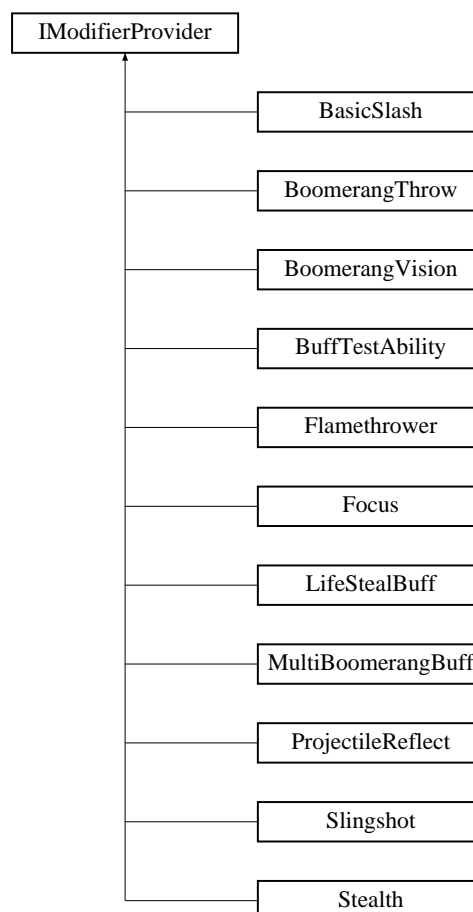 IModifierProvider
BasicSlash
BoomerangThrow
BoomerangVision
BuffTestAbility
Flamethrower
Focus
LifeStealBuff
MultiBoomerangBuff
ProjectileReflect
Slingshot
Stealth